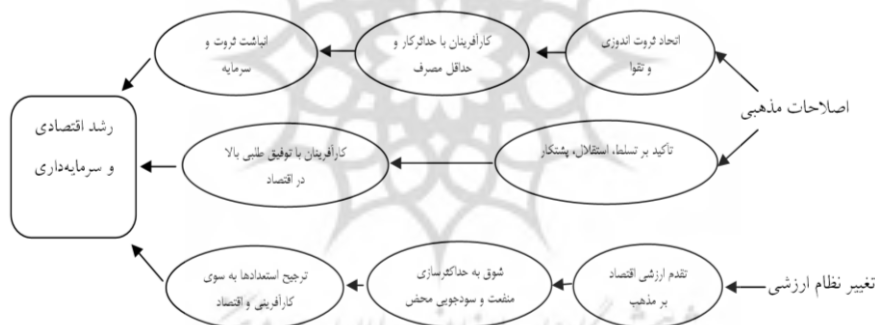 اصلاحات مذهبی
اتحاد ثروت اندوزی
و تقوا
کارآفرینان با حداکثرکار و
حداقل مصرف
انباشت ثروت و
سرمایه
تأکید بر تسلط، استقلال، پشتکار
کارآفرینان با توفیق طلبی بالا
در اقتصاد
رشد اقتصادی
و سرمایه‌داری
تغییر نظام ارزشی
تقدم ارزشی اقتصاد
بر مذهب
شوق به حداکثرسازی
منفعت و سودجویی محض
ترجیح استعدادها به سوی
کارآفرینی و اقتصاد